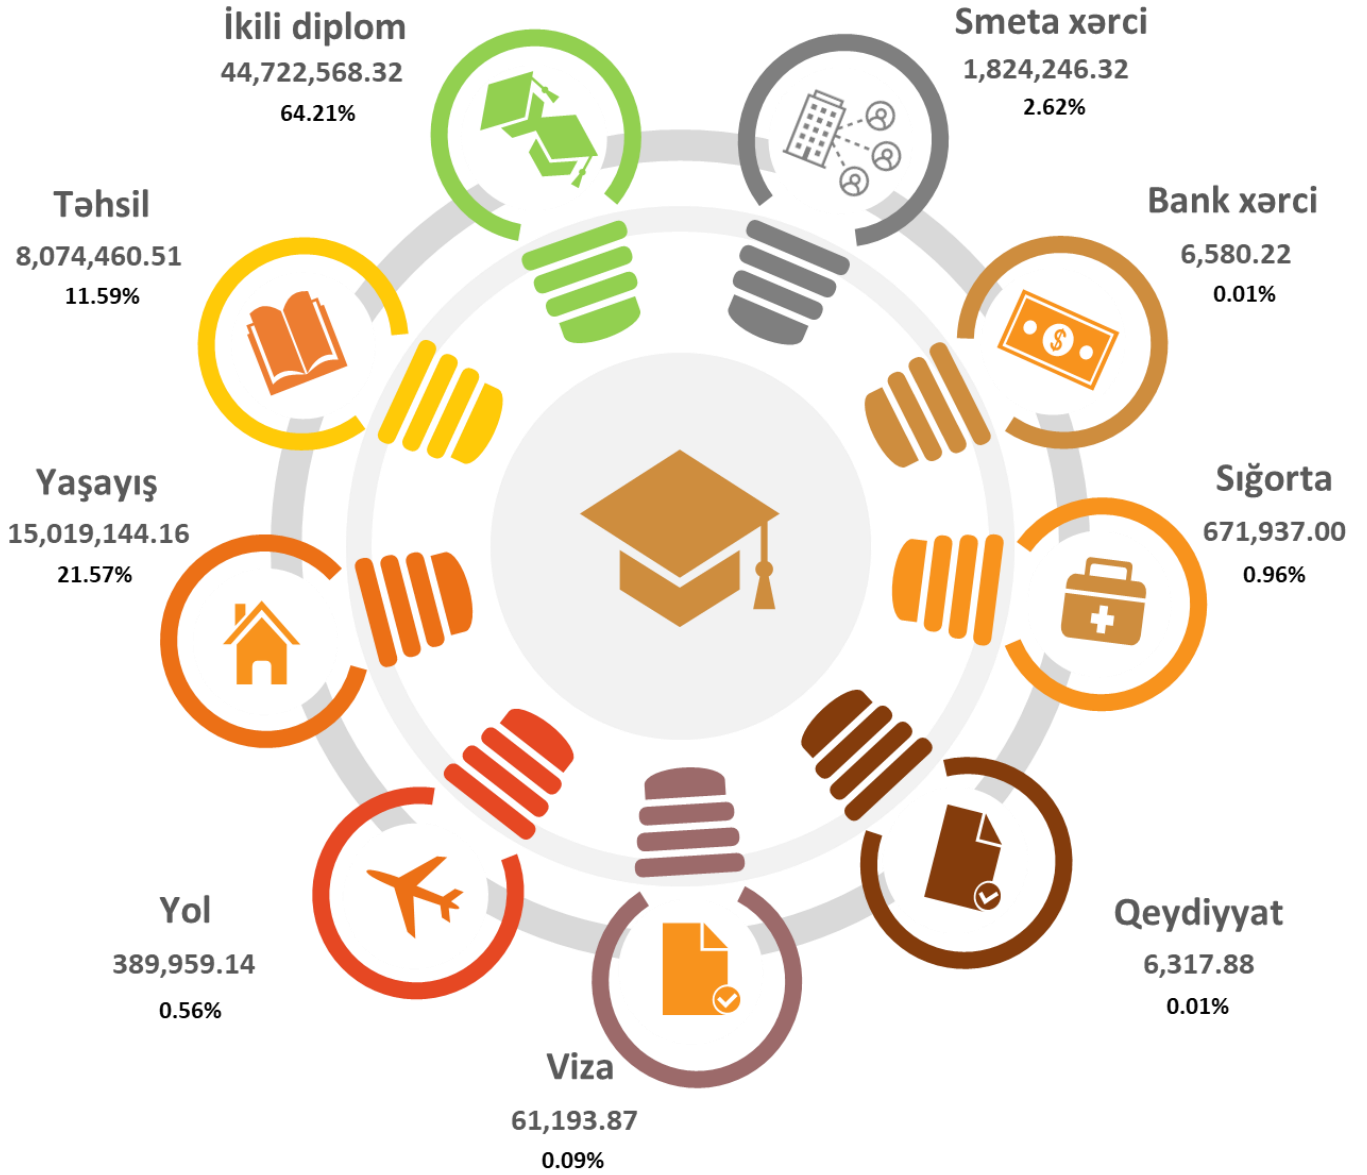 İkili diplom
44,722,568.32
64.21%
Smeta xərci
1,824,246.32
2.62%
Təhsil
8,074,460.51
11.59%
Bank xərci
6,580.22
0.01%
$
Yaşayış
15,019,144.16
21.57%
Sığorta
671,937.00
0.96%
Yol
389,959.14
0.56%
Qeydiyyat
6,317.88
0.01%
Viza
61,193.87
0.09%